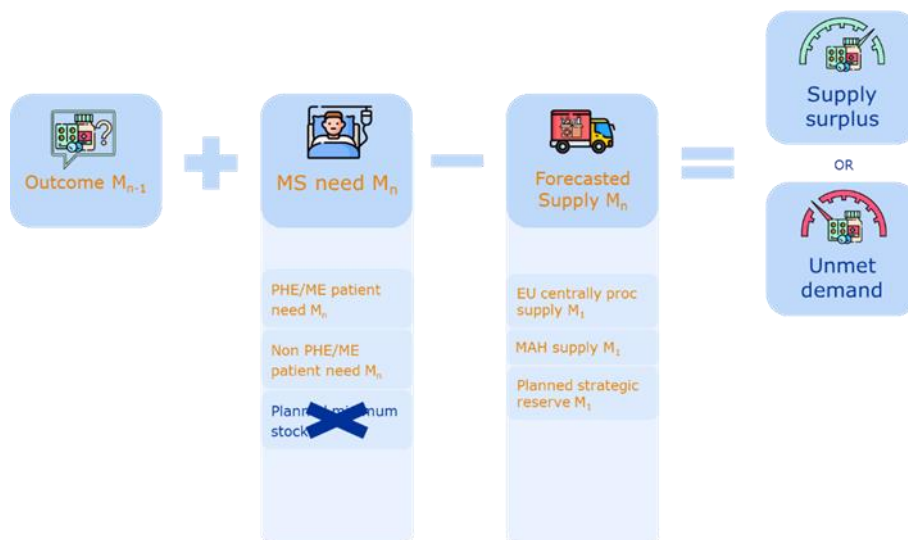 Outcome Mn-1
+
MS need Mn
PHE/ME patient
need Mn
Non PHE/ME
patient need Mn
Planned minimum
stock
−
Forecasted
Supply Mn
EU centrally proc
supply M1
MAH supply M1
Planned strategic
reserve M1
=
Supply
surplus
OR
Unmet
demand